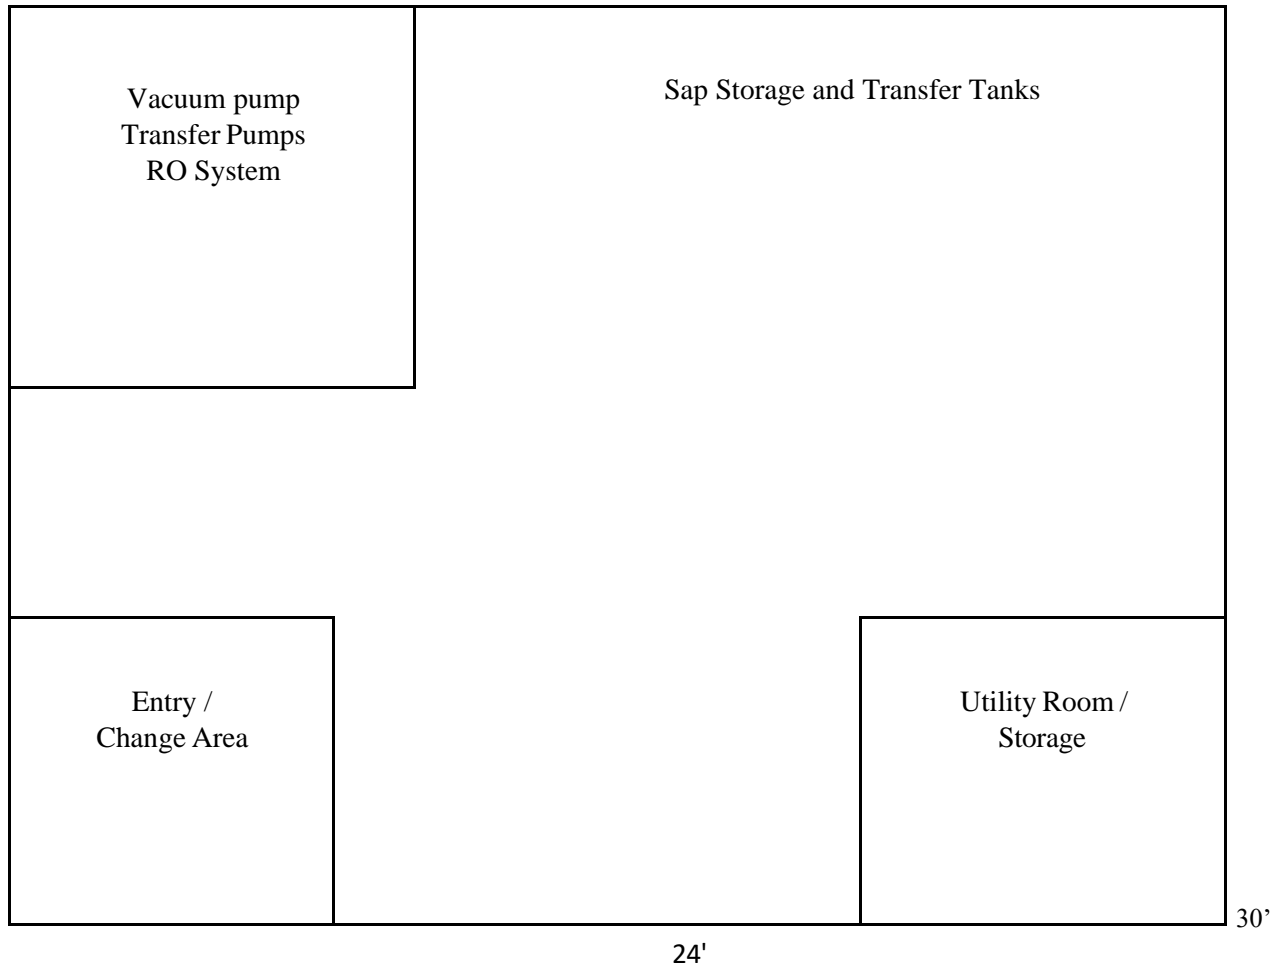 Vacuum pump
Transfer Pumps
RO System
Sap Storage and Transfer Tanks
Entry /
Change Area
Utility Room /
Storage
30’
24'